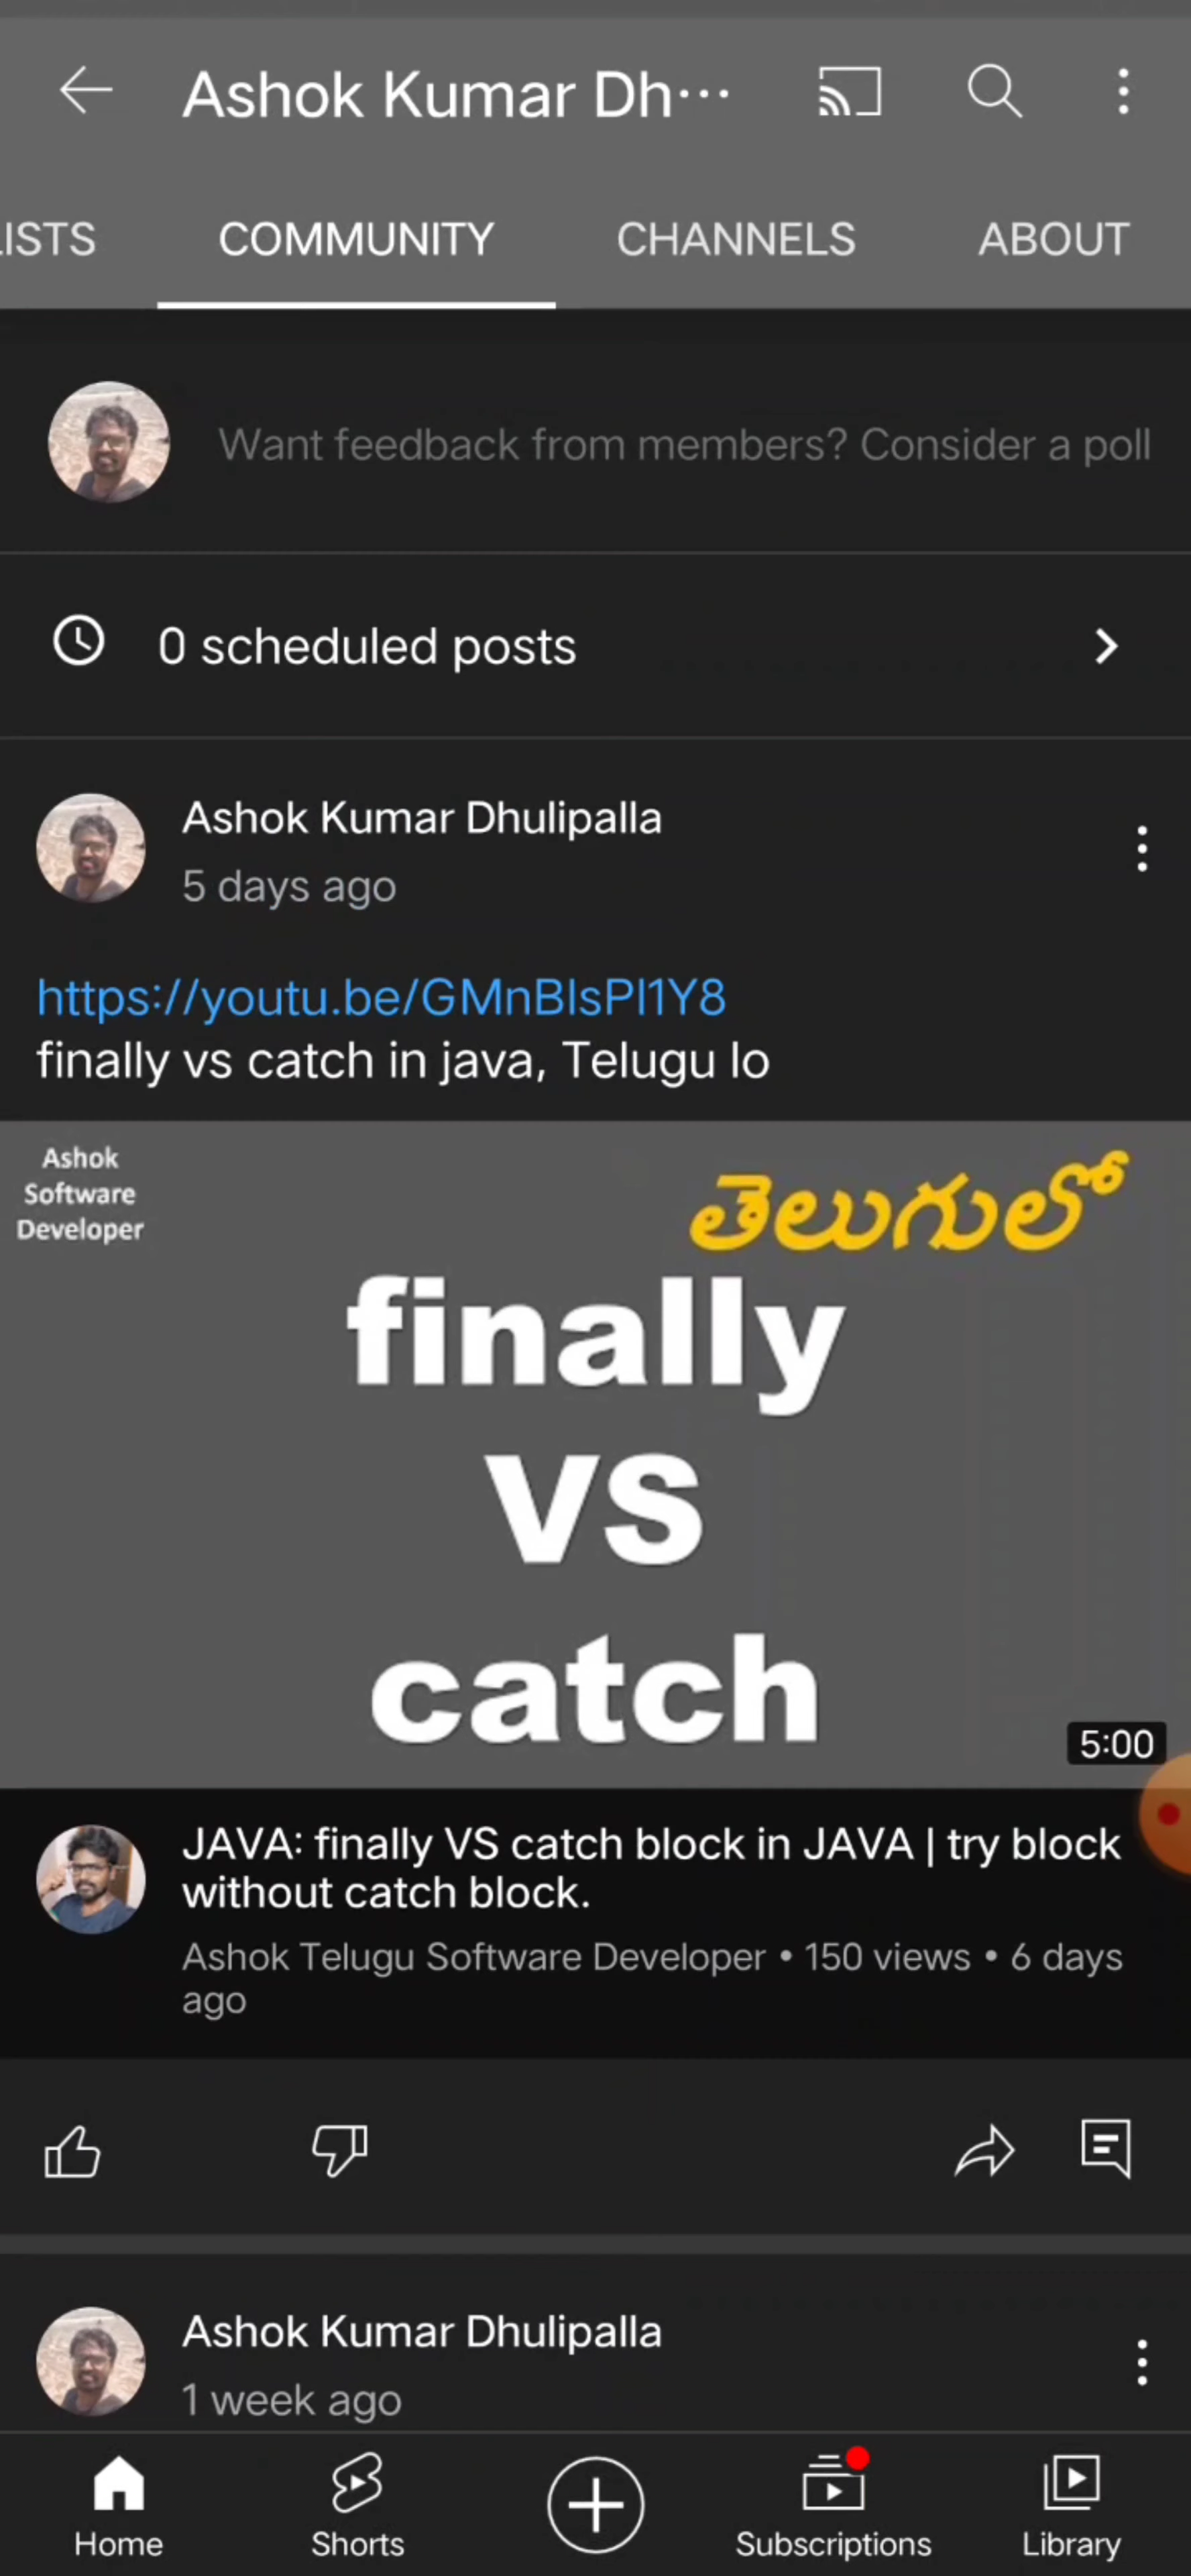 Ashok Kumar Dh...
LISTS COMMUNITY CHANNELS ABOUT
Want feedback from members? Consider a poll
0 scheduled posts
Ashok Kumar Dhulipalla
5 days ago
https://youtu.be/GMnBIsPI1Y8
finally vs catch in java, Telugu lo
Ashok
Software
Developer
తెలుగులో
finally
vs
catch
5:00
JAVA: finally VS catch block in JAVA | try block
without catch block.
Ashok Telugu Software Developer • 150 views • 6 days
ago
Ashok Kumar Dhulipalla
1 week ago
Home Shorts Subscriptions Library